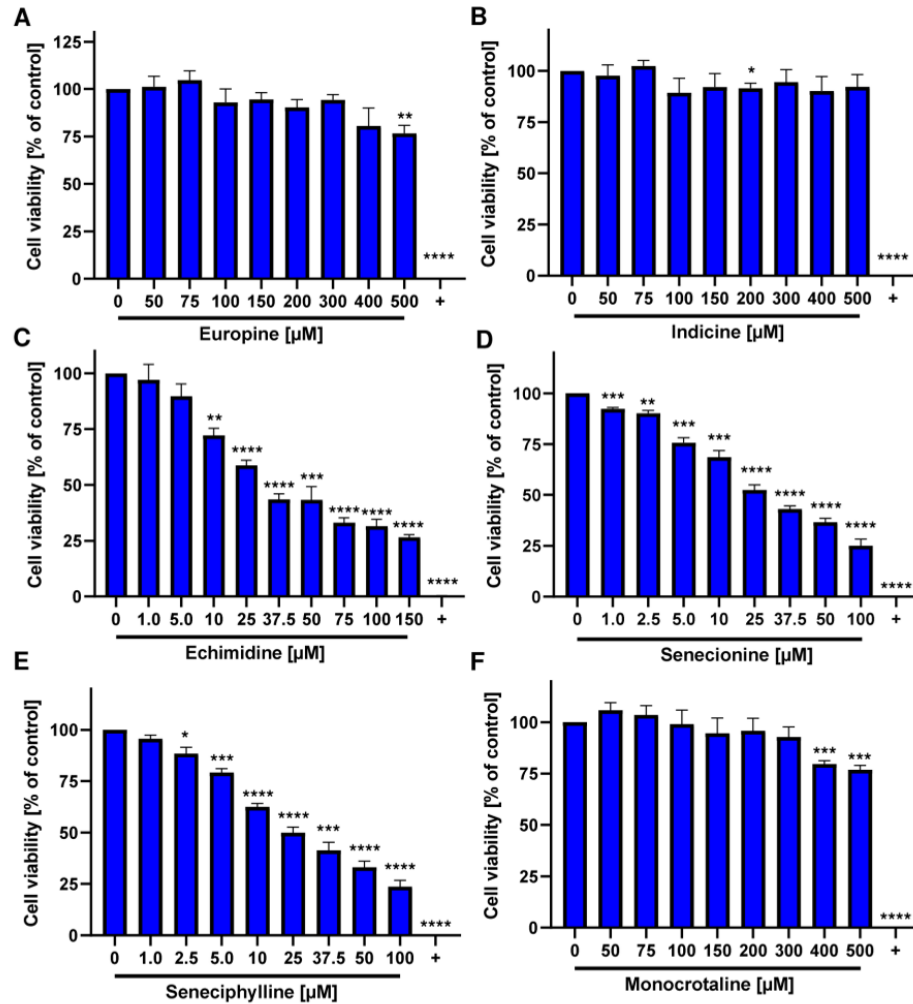 A
Cell viability [% of control]
125
100
75
50
25
0
**
****
0 50 75 100 150 200 300 400 500 +
Europine [µM]
B
Cell viability [% of control]
100
75
50
25
0
*
****
0 50 75 100 150 200 300 400 500 +
Indicine [µM]
C
Cell viability [% of control]
100
75
50
25
0
** **** **** *** **** **** **** ****
0 1.0 5.0 10 25 37.5 50 75 100 150 +
Echimidine [µM]
D
Cell viability [% of control]
100
75
50
25
0
*** ** *** *** **** **** **** **** ****
0 1.0 2.5 5.0 10 25 37.5 50 100 +
Senecionine [µM]
E
Cell viability [% of control]
100
75
50
25
0
* *** **** **** *** **** **** ****
0 1.0 2.5 5.0 10 25 37.5 50 100 +
Seneciphylline [µM]
F
Cell viability [% of control]
100
75
50
25
0
*** *** ****
0 50 75 100 150 200 300 400 500 +
Monocrotaline [µM]